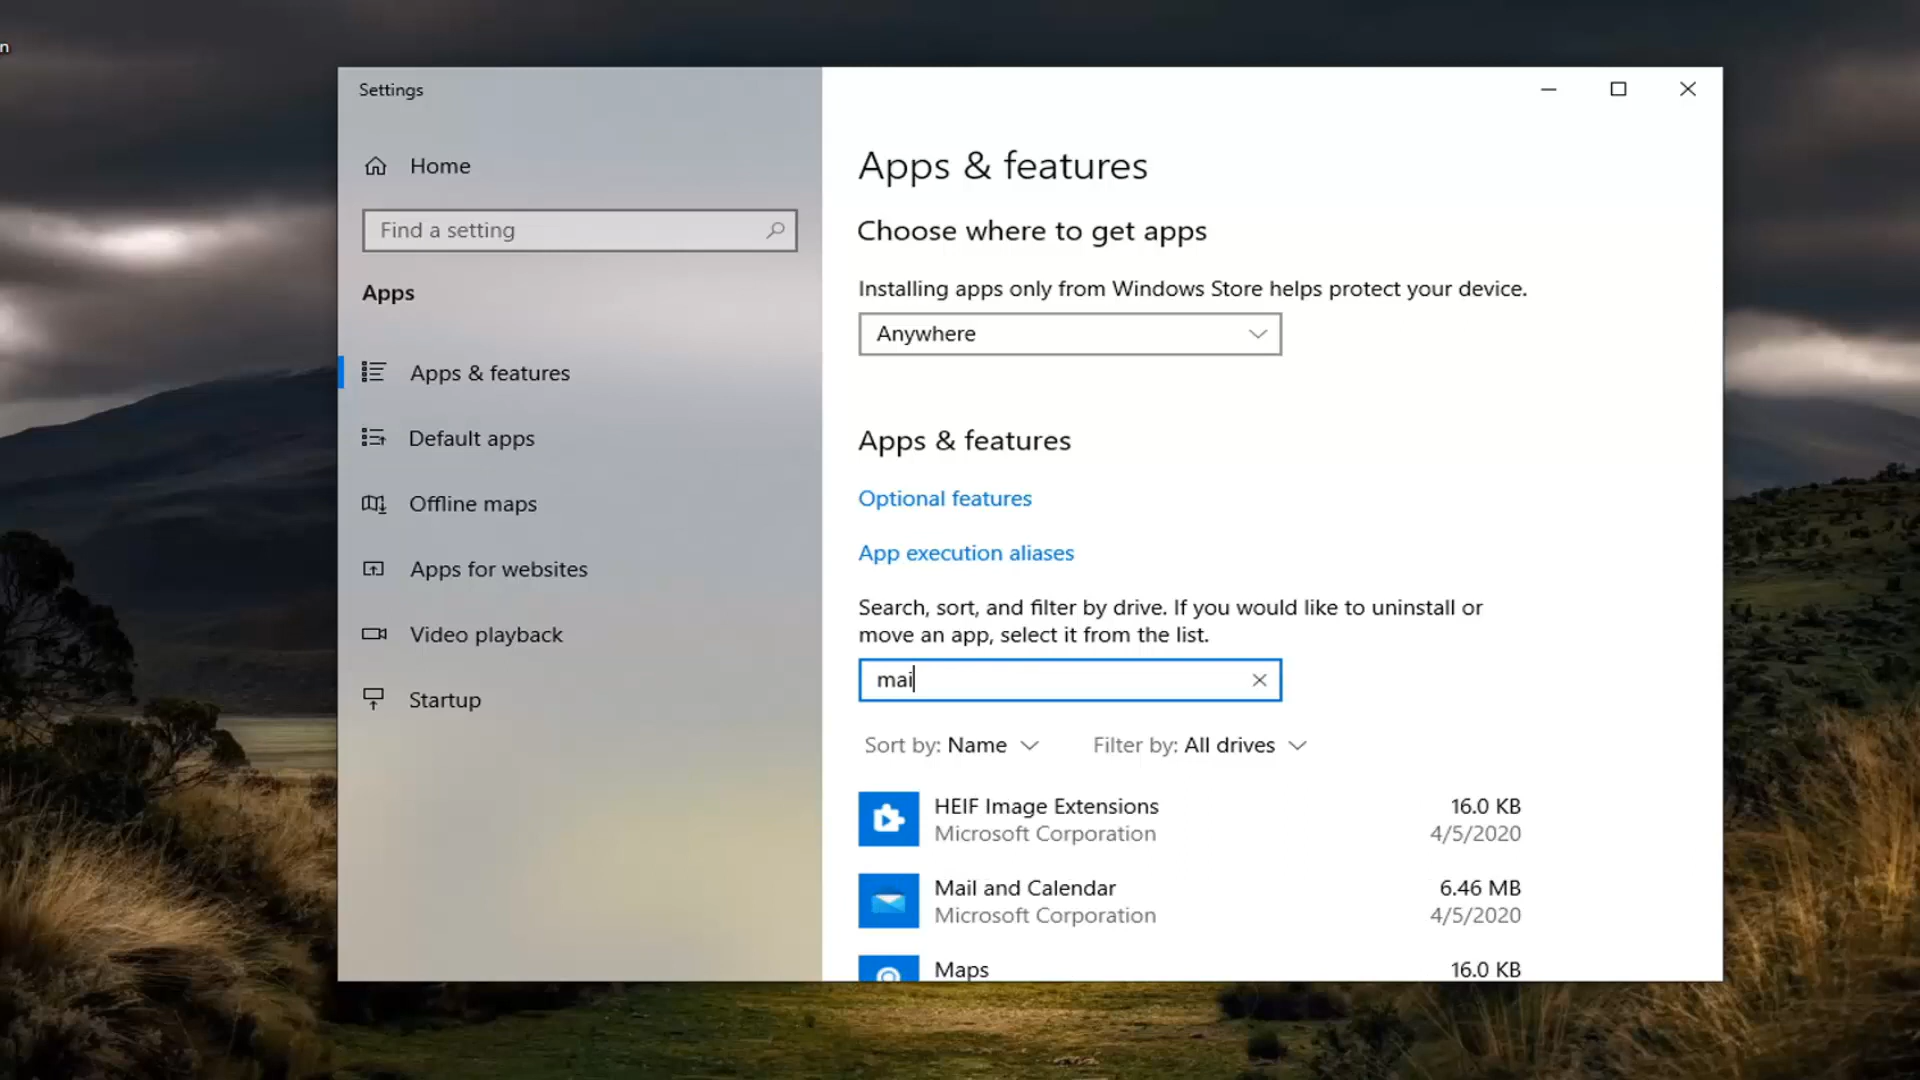 n
Settings
Home
Find a setting
Apps
Apps & features
Default apps
Offline maps
Apps for websites
Video playback
Startup
Apps & features
Choose where to get apps
Installing apps only from Windows Store helps protect your device.
Anywhere
Apps & features
Optional features
App execution aliases
Search, sort, and filter by drive. If you would like to uninstall or
move an app, select it from the list.
mai
Sort by: Name Filter by: All drives
HEIF Image Extensions 16.0 KB
Microsoft Corporation 4/5/2020
Mail and Calendar 6.46 MB
Microsoft Corporation 4/5/2020
Maps 16.0 KB